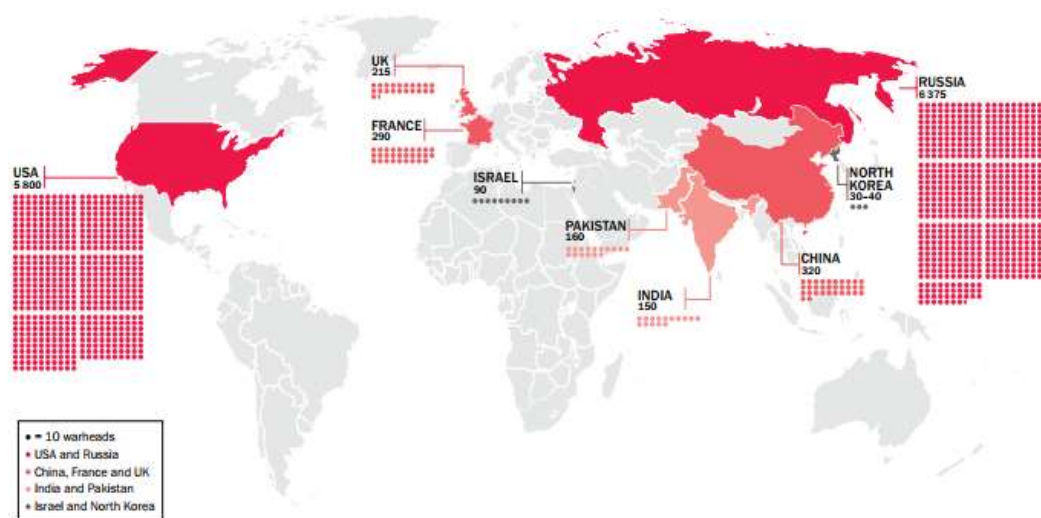 UK
215
FRANCE
290
ISRAEL
90
PAKISTAN
160
INDIA
150
RUSSIA
6 375
NORTH
KOREA
30–40
CHINA
320
USA
5 800
• = 10 warheads
• USA and Russia
• China, France and UK
• India and Pakistan
• Israel and North Korea